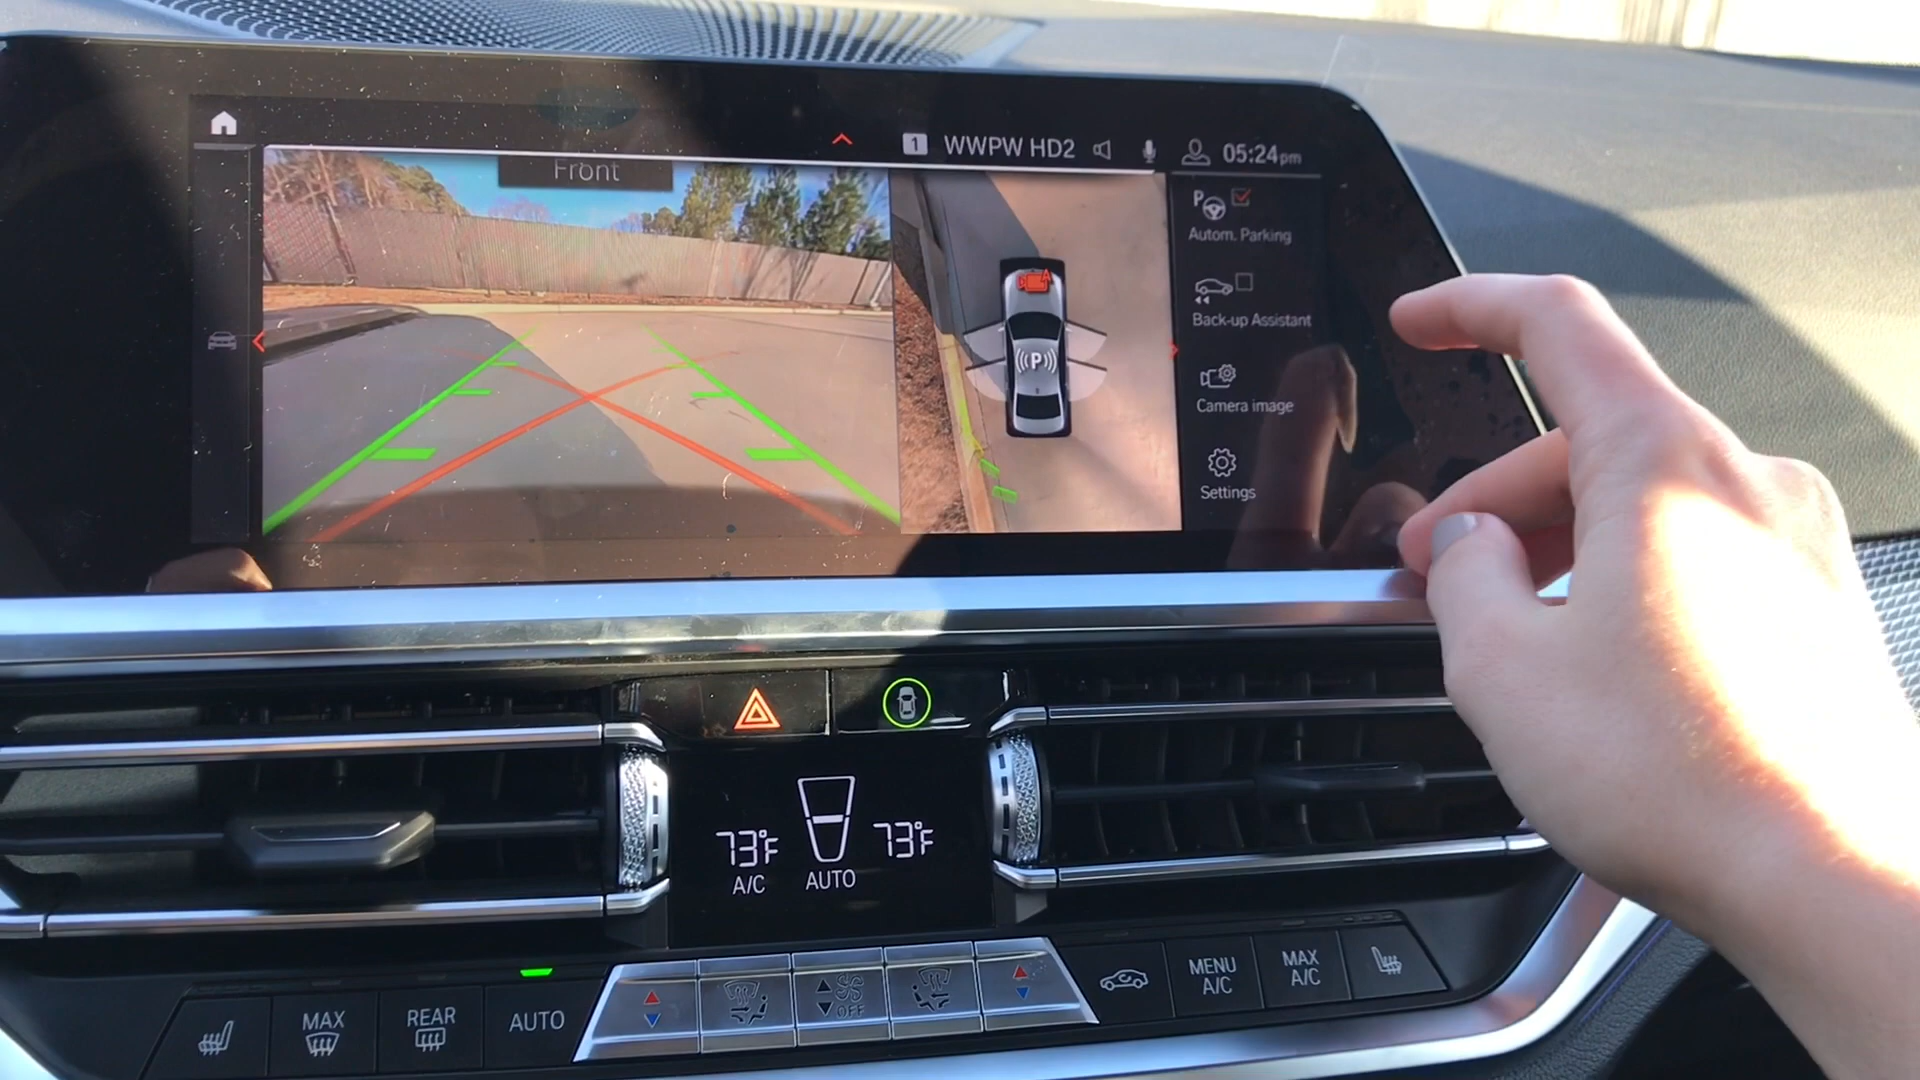 1 WWPW HD2 05:24pm
Front
P
Autom. Parking
A
Back-up Assistant
P
Camera image
Settings
73°F 73°F
A/C AUTO
MAX
REAR
AUTO
OFF
MENU
A/C
MAX
A/C